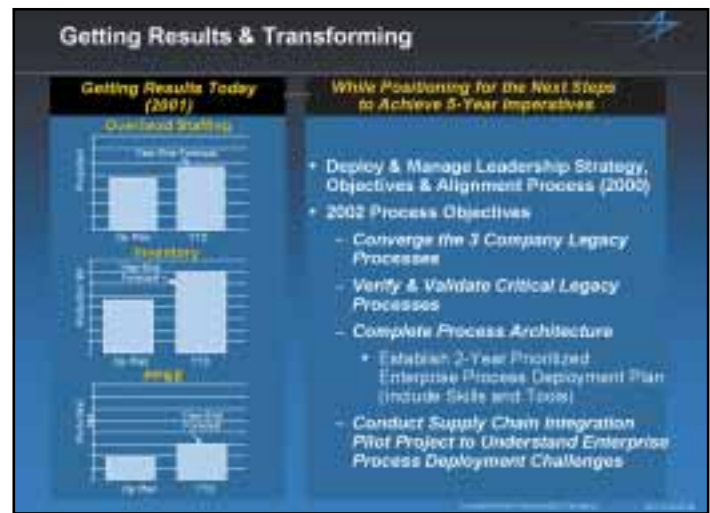 Getting Results & Transforming
Getting Results Today
(2001)
Overhead Staffing
Year-End Forecast
Op Plan YTD
Inventory
Year-End
Forecast
Op Plan YTD
PP&E
Year-End
Forecast
Op Plan YTD
While Positioning for the Next Steps
to Achieve 5-Year Imperatives
• Deploy & Manage Leadership Strategy,
Objectives & Alignment Process (2000)
• 2002 Process Objectives
– Converge the 3 Company Legacy
Processes
– Verify & Validate Critical Legacy
Processes
– Complete Process Architecture
• Establish 2-Year Prioritized
Enterprise Process Deployment Plan
(Include Skills and Tools)
– Conduct Supply Chain Integration
Pilot Project to Understand Enterprise
Process Deployment Challenges